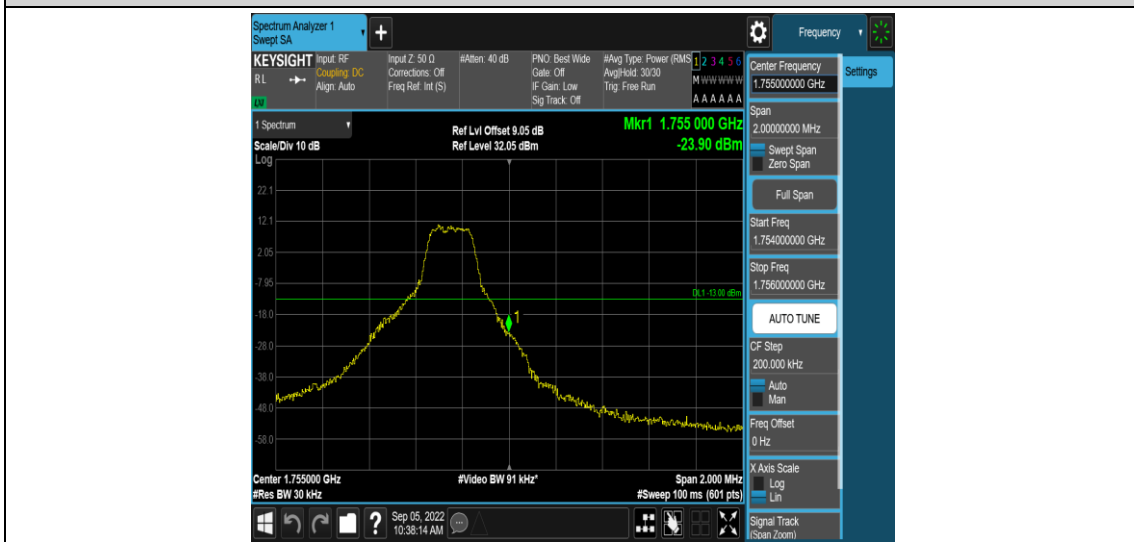 Spectrum Analyzer 1
Swept SA
+
Frequency
KEYSIGHT
RL
Input: RF
Coupling: DC
Align: Auto
Input Z: 50 Ω
Corrections: Off
Freq Ref: Int (S)
#Atten: 40 dB
PNO: Best Wide
Gate: Off
IF Gain: Low
Sig Track: Off
#Avg Type: Power (RMS
Avg|Hold: 30/30
Trig: Free Run
1 2 3 4 5 6
M W W W W W
A A A A A A
1 Spectrum
Scale/Div 10 dB
Log
Ref Lvl Offset 9.05 dB
Ref Level 32.05 dBm
Mkr1 1.755 000 GHz
-23.90 dBm
22.1
12.1
2.05
-7.95
-18.0
-28.0
-38.0
-48.0
-58.0
DL1 -13.00 dBm
1
Center 1.755000 GHz
#Res BW 30 kHz
#Video BW 91 kHz*
Span 2.000 MHz
#Sweep 100 ms (601 pts)
Sep 05, 2022
10:38:14 AM
?
Center Frequency
1.755000000 GHz
Settings
Span
2.00000000 MHz
Swept Span
Zero Span
Full Span
Start Freq
1.754000000 GHz
Stop Freq
1.756000000 GHz
AUTO TUNE
CF Step
200.000 kHz
Auto
Man
Freq Offset
0 Hz
X Axis Scale
Log
Lin
Signal Track
(Span Zoom)